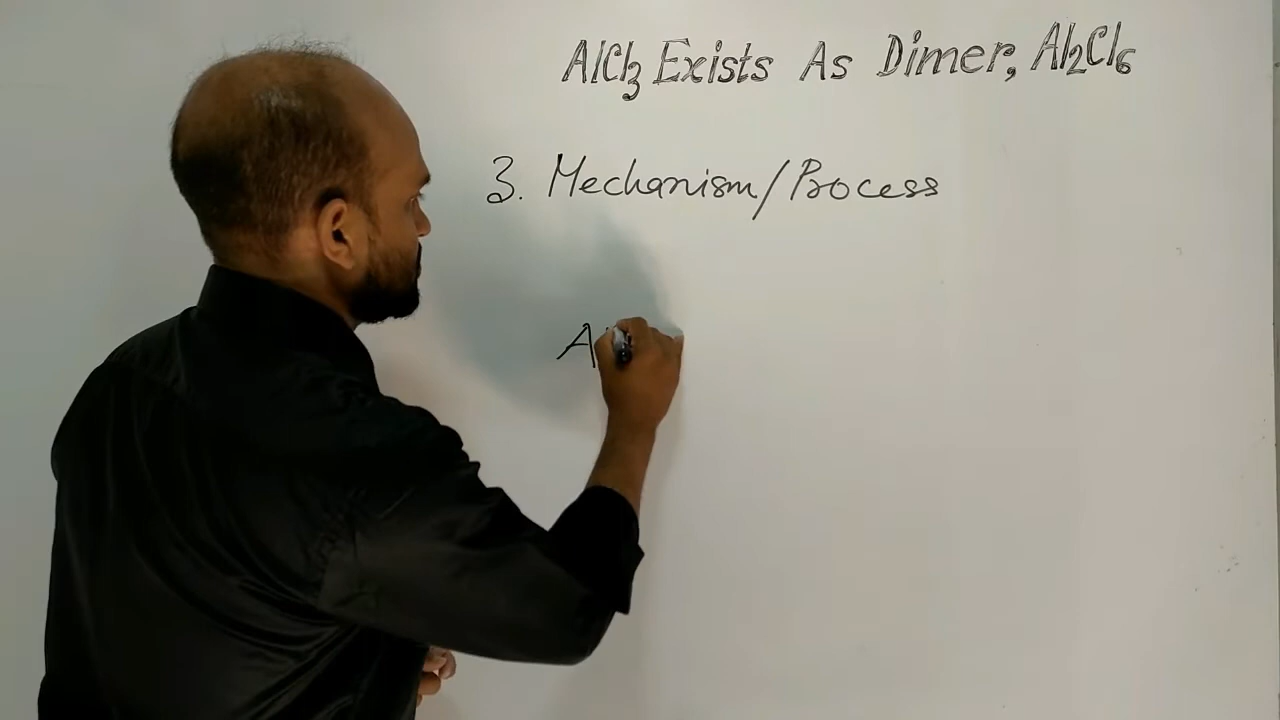 AlCl₃ Exists As Dimer, Al₂Cl₆
3. Mechanism/Process
A